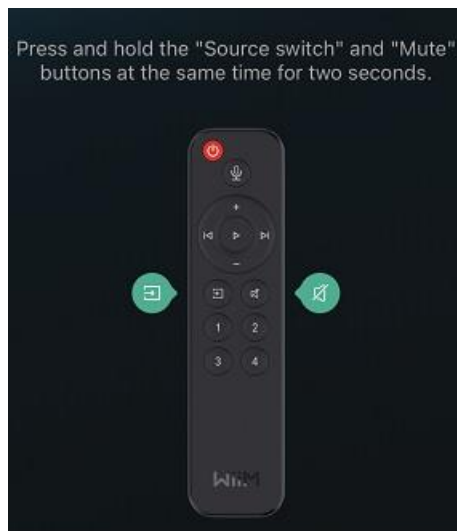 Press and hold the "Source switch" and "Mute"
buttons at the same time for two seconds.
+
−
1 2
3 4
WiiM